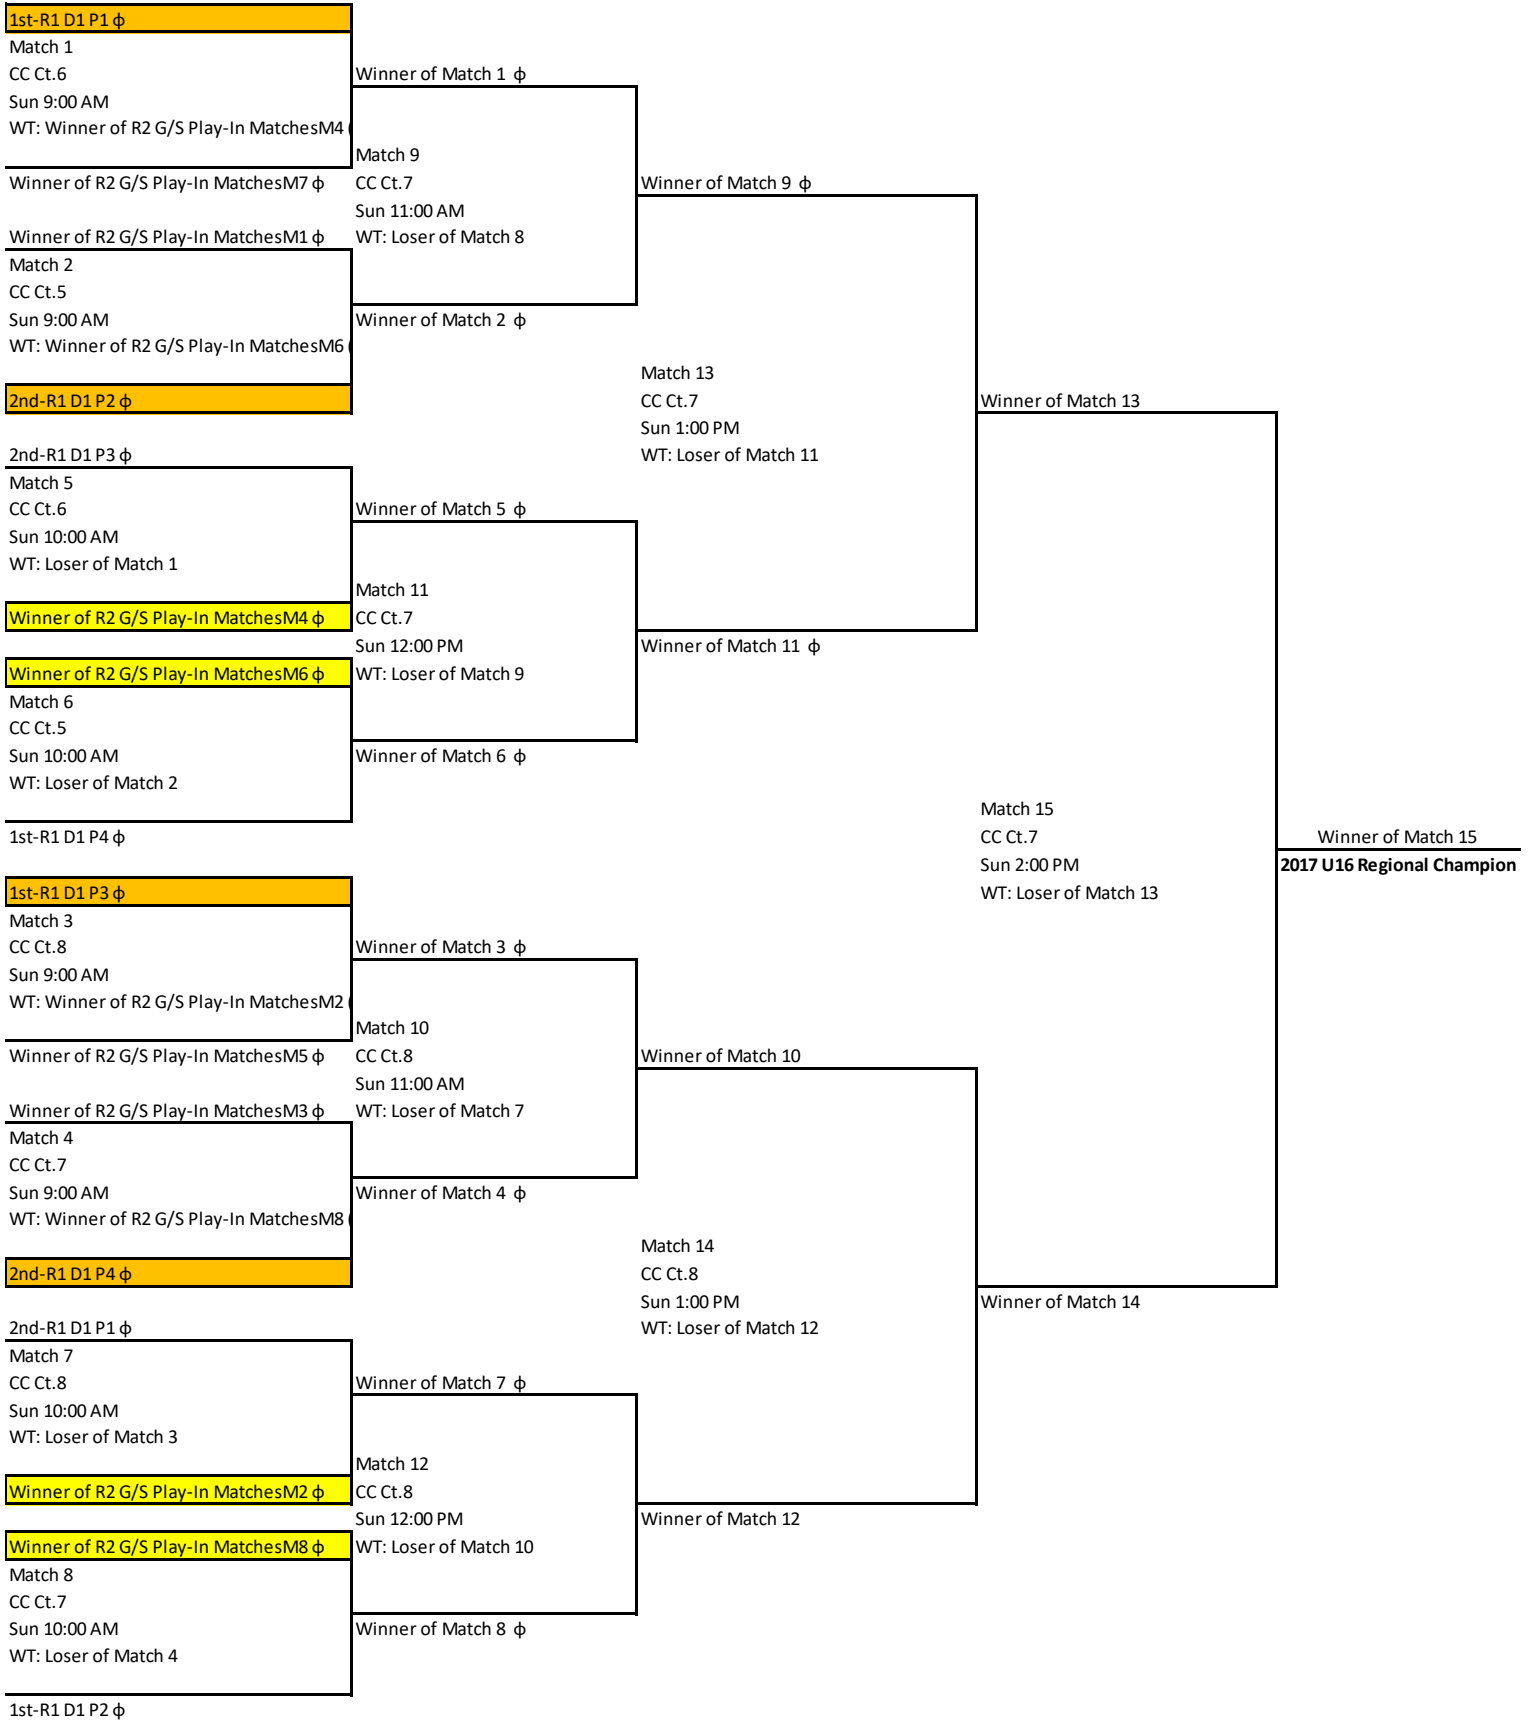 1st-R1 D1 P1 ϕ
Match 1
CC Ct.6
Sun 9:00 AM
WT: Winner of R2 G/S Play-In MatchesM4 (
Winner of R2 G/S Play-In MatchesM7 ϕ
Winner of R2 G/S Play-In MatchesM1 ϕ
Match 2
CC Ct.5
Sun 9:00 AM
WT: Winner of R2 G/S Play-In MatchesM6 (
2nd-R1 D1 P2 ϕ
2nd-R1 D1 P3 ϕ
Match 5
CC Ct.6
Sun 10:00 AM
WT: Loser of Match 1
Winner of R2 G/S Play-In MatchesM4 ϕ
Winner of R2 G/S Play-In MatchesM6 ϕ
Match 6
CC Ct.5
Sun 10:00 AM
WT: Loser of Match 2
1st-R1 D1 P4 ϕ
1st-R1 D1 P3 ϕ
Match 3
CC Ct.8
Sun 9:00 AM
WT: Winner of R2 G/S Play-In MatchesM2 (
Winner of R2 G/S Play-In MatchesM5 ϕ
Winner of R2 G/S Play-In MatchesM3 ϕ
Match 4
CC Ct.7
Sun 9:00 AM
WT: Winner of R2 G/S Play-In MatchesM8 (
2nd-R1 D1 P4 ϕ
2nd-R1 D1 P1 ϕ
Match 7
CC Ct.8
Sun 10:00 AM
WT: Loser of Match 3
Winner of R2 G/S Play-In MatchesM2 ϕ
Winner of R2 G/S Play-In MatchesM8 ϕ
Match 8
CC Ct.7
Sun 10:00 AM
WT: Loser of Match 4
1st-R1 D1 P2 ϕ
Winner of Match 1 ϕ
Match 9
CC Ct.7
Sun 11:00 AM
WT: Loser of Match 8
Winner of Match 2 ϕ
Winner of Match 5 ϕ
Match 11
CC Ct.7
Sun 12:00 PM
WT: Loser of Match 9
Winner of Match 6 ϕ
Winner of Match 3 ϕ
Match 10
CC Ct.8
Sun 11:00 AM
WT: Loser of Match 7
Winner of Match 4 ϕ
Winner of Match 7 ϕ
Match 12
CC Ct.8
Sun 12:00 PM
WT: Loser of Match 10
Winner of Match 8 ϕ
Winner of Match 9 ϕ
Match 13
CC Ct.7
Sun 1:00 PM
WT: Loser of Match 11
Winner of Match 11 ϕ
Winner of Match 10
Match 14
CC Ct.8
Sun 1:00 PM
WT: Loser of Match 12
Winner of Match 12
Winner of Match 13
Match 15
CC Ct.7
Sun 2:00 PM
WT: Loser of Match 13
Winner of Match 14
Winner of Match 15
2017 U16 Regional Champion